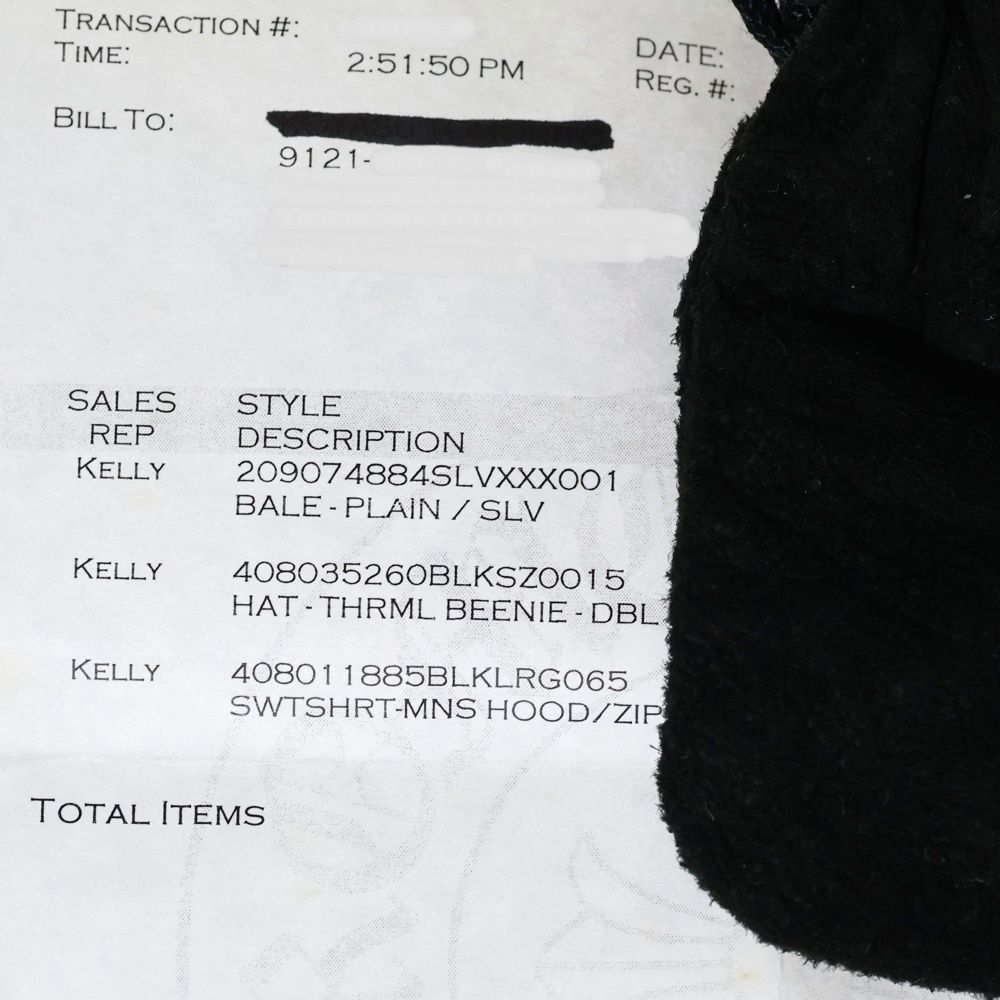 TRANSACTION #:
TIME: 2:51:50 PM DATE:
REG. #:
BILL TO:
9121-
SALES STYLE
REP DESCRIPTION
KELLY 209074884SLVXXX001
BALE - PLAIN / SLV
KELLY 408035260BLKSZ0015
HAT - THRML BEENIE - DBL
KELLY 408011885BLKLRG065
SWTSHRT-MNS HOOD/ZIP
TOTAL ITEMS